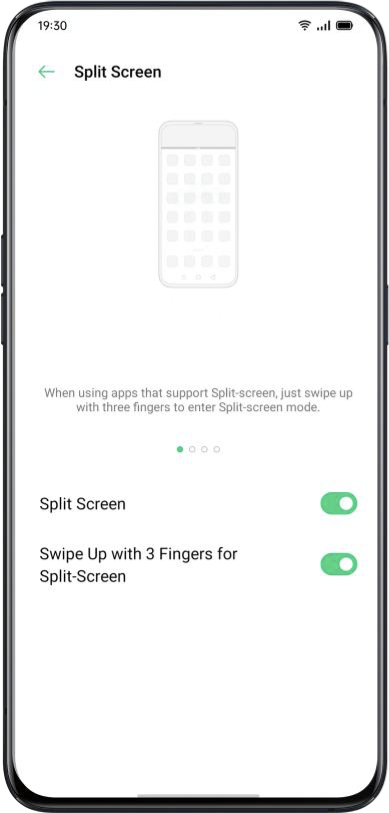 19:30
Split Screen
When using apps that support Split-screen, just swipe up
with three fingers to enter Split-screen mode.
Split Screen
Swipe Up with 3 Fingers for
Split-Screen